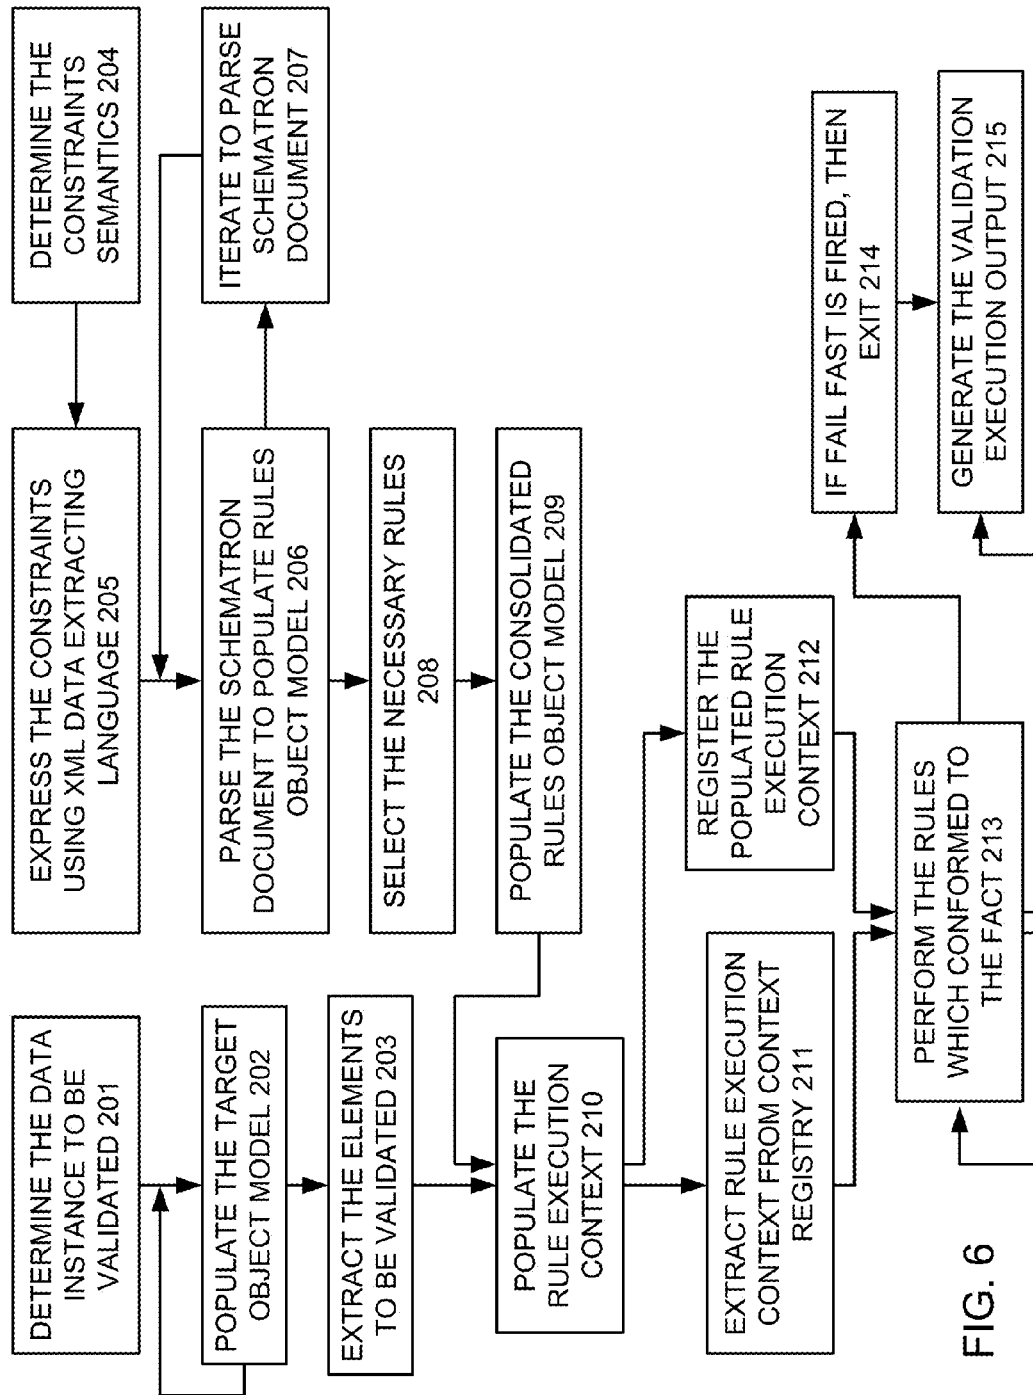 DETERMINE THE DATA
INSTANCE TO BE
VALIDATED 201
POPULATE THE TARGET
OBJECT MODEL 202
EXTRACT THE ELEMENTS
TO BE VALIDATED 203
DETERMINE THE
CONSTRAINTS
SEMANTICS 204
EXPRESS THE CONSTRAINTS
USING XML DATA EXTRACTING
LANGUAGE 205
PARSE THE SCHEMATRON
DOCUMENT TO POPULATE RULES
OBJECT MODEL 206
ITERATE TO PARSE
SCHEMATRON
DOCUMENT 207
SELECT THE NECESSARY RULES
208
POPULATE THE CONSOLIDATED
RULES OBJECT MODEL 209
POPULATE THE
RULE EXECUTION
CONTEXT 210
EXTRACT RULE EXECUTION
CONTEXT FROM CONTEXT
REGISTRY 211
REGISTER THE
POPULATED RULE
EXECUTION
CONTEXT 212
PERFORM THE RULES
WHICH CONFORMED TO
THE FACT 213
IF FAIL FAST IS FIRED, THEN
EXIT 214
GENERATE THE VALIDATION
EXECUTION OUTPUT 215
FIG. 6